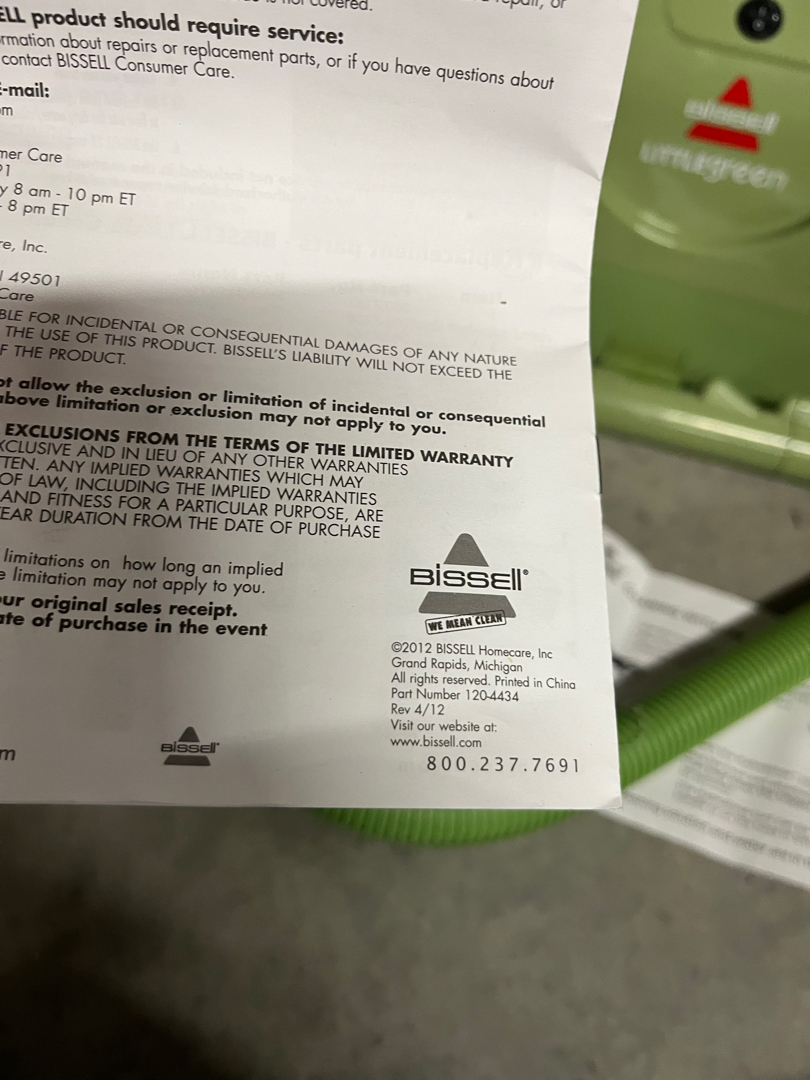 covered.
repair, or
ELL product should require service:
rmation about repairs or replacement parts, or if you have questions about
contact BISSELL Consumer Care.
E-mail:
om
mer Care
y 8 am - 10 pm ET
- 8 pm ET
re, Inc.
I 49501
Care
BLE FOR INCIDENTAL OR CONSEQUENTIAL DAMAGES OF ANY NATURE
THE USE OF THIS PRODUCT. BISSELL'S LIABILITY WILL NOT EXCEED THE
F THE PRODUCT.
ot allow the exclusion or limitation of incidental or consequential
above limitation or exclusion may not apply to you.
EXCLUSIONS FROM THE TERMS OF THE LIMITED WARRANTY
XCLUSIVE AND IN LIEU OF ANY OTHER WARRANTIES
TEN. ANY IMPLIED WARRANTIES WHICH MAY
OF LAW, INCLUDING THE IMPLIED WARRANTIES
AND FITNESS FOR A PARTICULAR PURPOSE, ARE
EAR DURATION FROM THE DATE OF PURCHASE
limitations on how long an implied
e limitation may not apply to you.
ur original sales receipt.
ate of purchase in the event
m
BISSELL
BISSELL®
WE MEAN CLEAN
©2012 BISSELL Homecare, Inc
Grand Rapids, Michigan
All rights reserved. Printed in China
Part Number 120-4434
Rev 4/12
Visit our website at:
www.bissell.com
800.237.7691
BISSELL
LITTLEGREEN